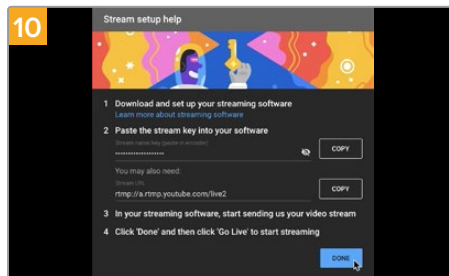 10
Stream setup help
1 Download and set up your streaming software
Learn more about streaming software
2 Paste the stream key into your software
Stream name/key (paste in encoder)
••••••••••••••••••••
COPY
You may also need:
Stream URL
rtmp://a.rtmp.youtube.com/live2
COPY
3 In your streaming software, start sending us your video stream
4 Click 'Done' and then click 'Go Live' to start streaming
DONE